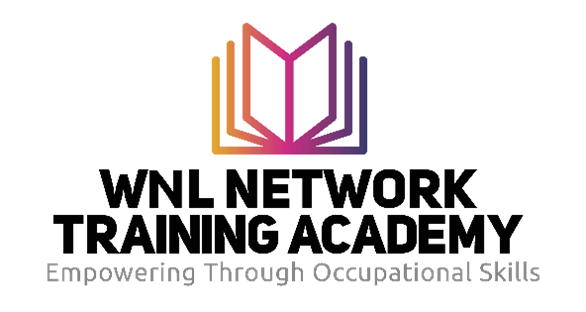 WNL NETWORK
TRAINING ACADEMY
Empowering Through Occupational Skills